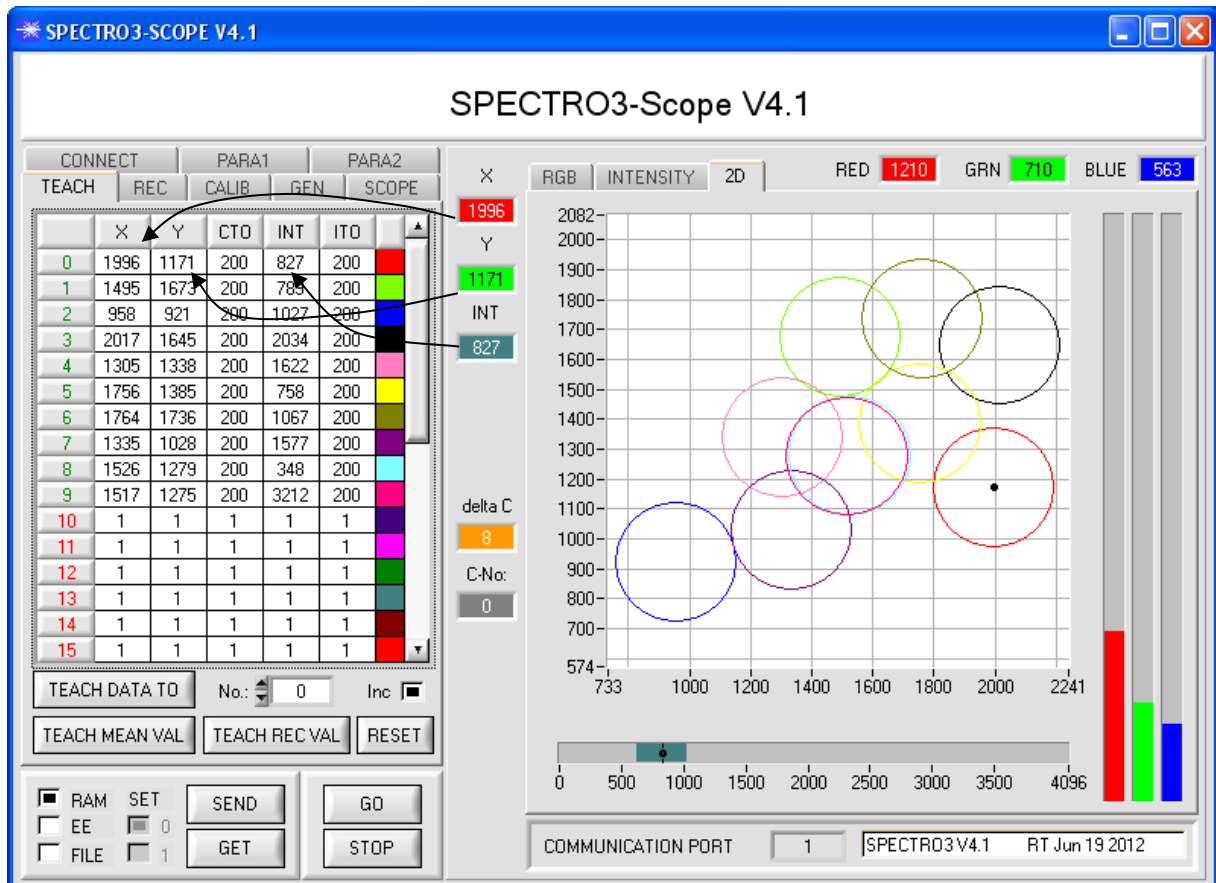 SPECTRO3-SCOPE V4.1
SPECTRO3-Scope V4.1
CONNECT PARA1 PARA2
TEACH REC CALIB GEN SCOPE
X Y CTO INT ITO
0 1996 1171 200 827 200
1 1495 1673 200 789 200
2 958 921 200 1027 200
3 2017 1645 200 2034 200
4 1305 1338 200 1622 200
5 1756 1385 200 758 200
6 1764 1736 200 1067 200
7 1335 1028 200 1577 200
8 1526 1279 200 348 200
9 1517 1275 200 3212 200
10 1 1 1 1 1
11 1 1 1 1 1
12 1 1 1 1 1
13 1 1 1 1 1
14 1 1 1 1 1
15 1 1 1 1 1
TEACH DATA TO No.: 0 Inc
TEACH MEAN VAL TEACH REC VAL RESET
RAM SET SEND GO
EE 0
FILE 1 GET STOP
X
1996
Y
1171
INT
827
delta C
8
C-No:
0
RGB INTENSITY 2D RED 1210 GRN 710 BLUE 563
2082
2000
1900
1800
1700
1600
1500
1400
1300
1200
1100
1000
900
800
700
574
733 1000 1200 1400 1600 1800 2000 2241
0 500 1000 1500 2000 2500 3000 3500 4096
COMMUNICATION PORT 1 SPECTRO3 V4.1 RT Jun 19 2012